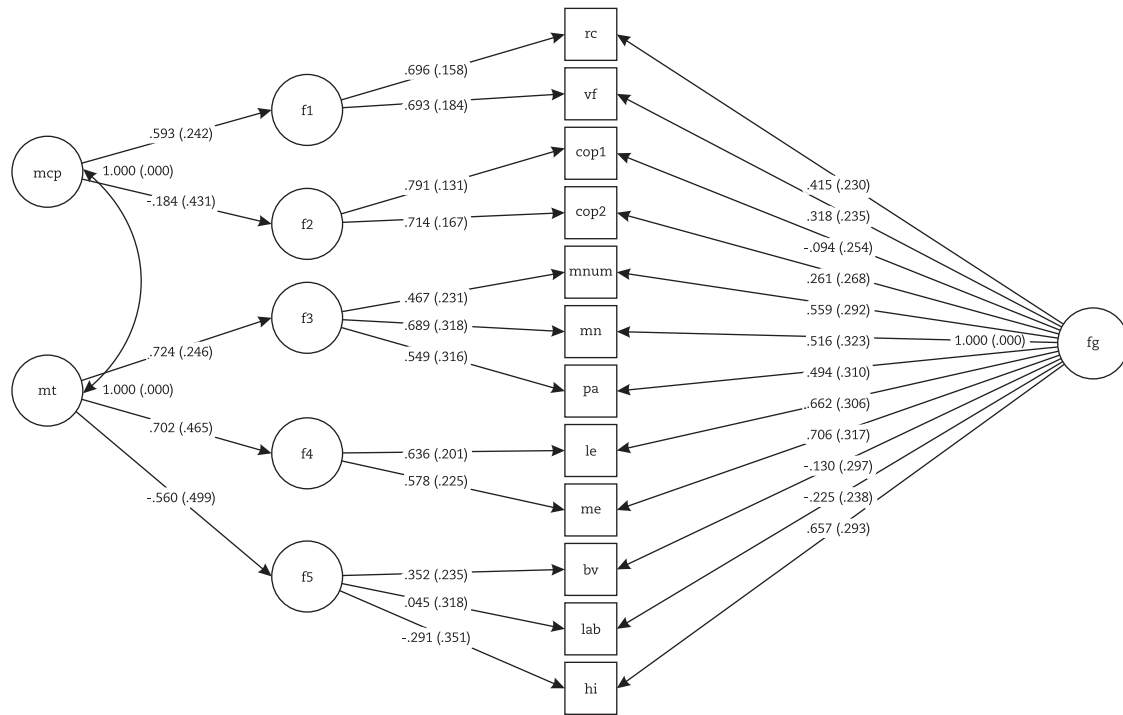 rc
.696 (.158)
f1
.693 (.184)
vf
.593 (.242)
mcp
1.000 (.000)
-.184 (.431)
f2
.791 (.131)
cop1
.714 (.167)
cop2
.415 (.230)
.318 (.235)
-.094 (.254)
.261 (.268)
.559 (.292)
.516 (.323)
1.000 (.000)
fg
.494 (.310)
.662 (.306)
.706 (.317)
-.130 (.297)
-.225 (.238)
.657 (.293)
mnum
.467 (.231)
f3
.689 (.318)
mn
.549 (.316)
pa
.724 (.246)
mt
1.000 (.000)
.702 (.465)
-.560 (.499)
f4
.636 (.201)
le
.578 (.225)
me
f5
.352 (.235)
bv
.045 (.318)
lab
-.291 (.351)
hi